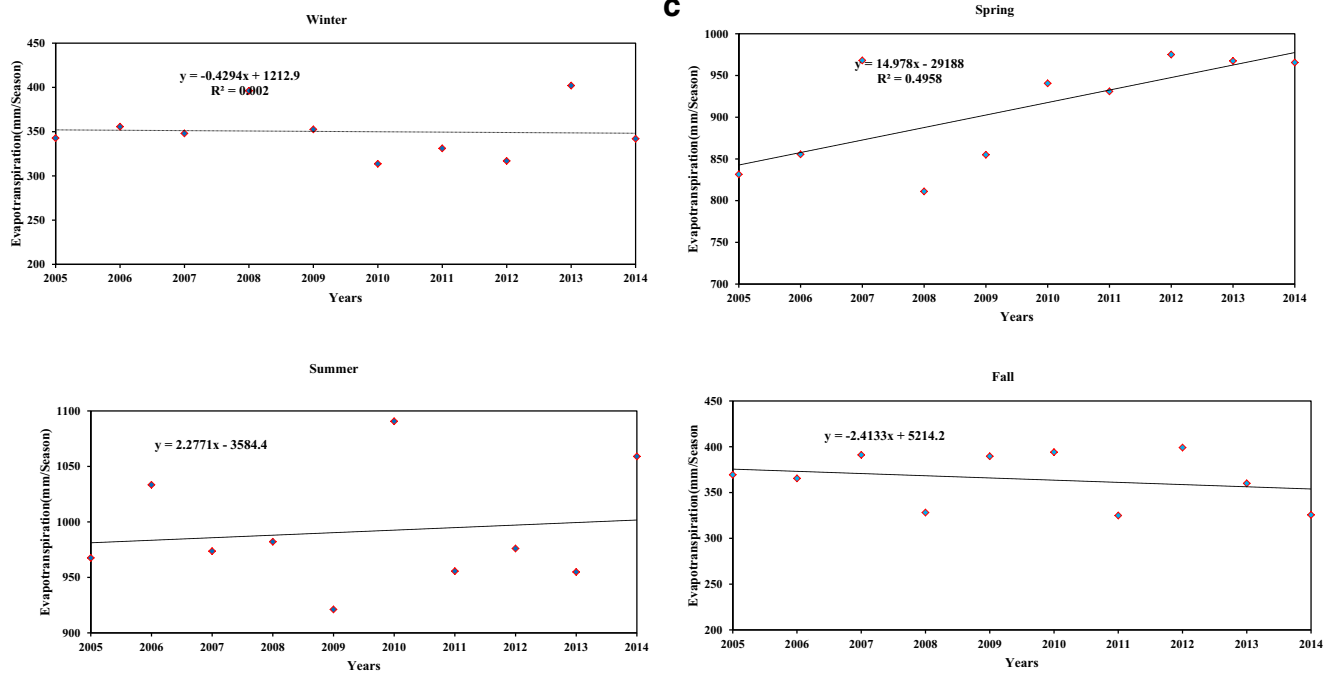 Winter
450
400
350
300
250
200
y = -0.4294x + 1212.9
R² = 0.002
Evapotranspiration(mm/Season)
2005 2006 2007 2008 2009 2010 2011 2012 2013 2014
Years
c
Spring
1000
950
900
850
800
750
700
y = 14.978x - 29188
R² = 0.4958
Evapotranspiration(mm/Season)
2005 2006 2007 2008 2009 2010 2011 2012 2013 2014
Years
Summer
1100
1050
1000
950
900
y = 2.2771x - 3584.4
Evapotranspiration(mm/Season)
2005 2006 2007 2008 2009 2010 2011 2012 2013 2014
Years
Fall
450
400
350
300
250
200
y = -2.4133x + 5214.2
Evapotranspiration(mm/Season
2005 2006 2007 2008 2009 2010 2011 2012 2013 2014
Years